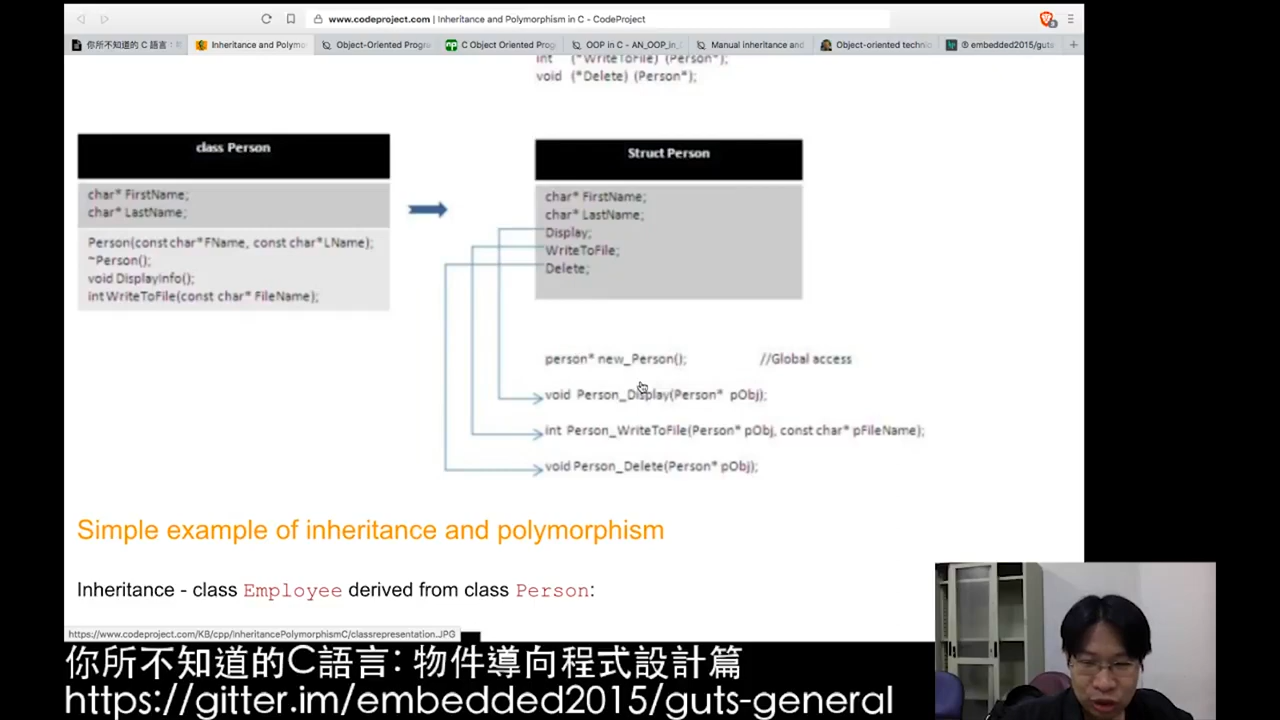 www.codeproject.com | Inheritance and Polymorphism in C - CodeProject
你所不知道的 C 語言:
Inheritance and Polymo
Object-Oriented Progra
C Object Oriented Prog
OOP in C - AN_OOP_in_
Manual inheritance and
Object-oriented techni
embedded2015/guts
int (*WriteToFile) (Person*);
void (*Delete) (Person*);
class Person
char* FirstName;
char* LastName;
Person(const char*FName, const char*LName);
~Person();
void DisplayInfo();
int WriteToFile(const char* FileName);
Struct Person
char* FirstName;
char* LastName;
Display;
WriteToFile;
Delete;
person* new_Person(); //Global access
void Person_Display(Person* pObj);
int Person_WriteToFile(Person* pObj, const char* pFileName);
void Person_Delete(Person* pObj);
Simple example of inheritance and polymorphism
Inheritance - class Employee derived from class Person:
https://www.codeproject.com/KB/cpp/InheritancePolymorphismC/classrepresentation.JPG
你所不知道的C語言: 物件導向程式設計篇
https://gitter.im/embedded2015/guts-general